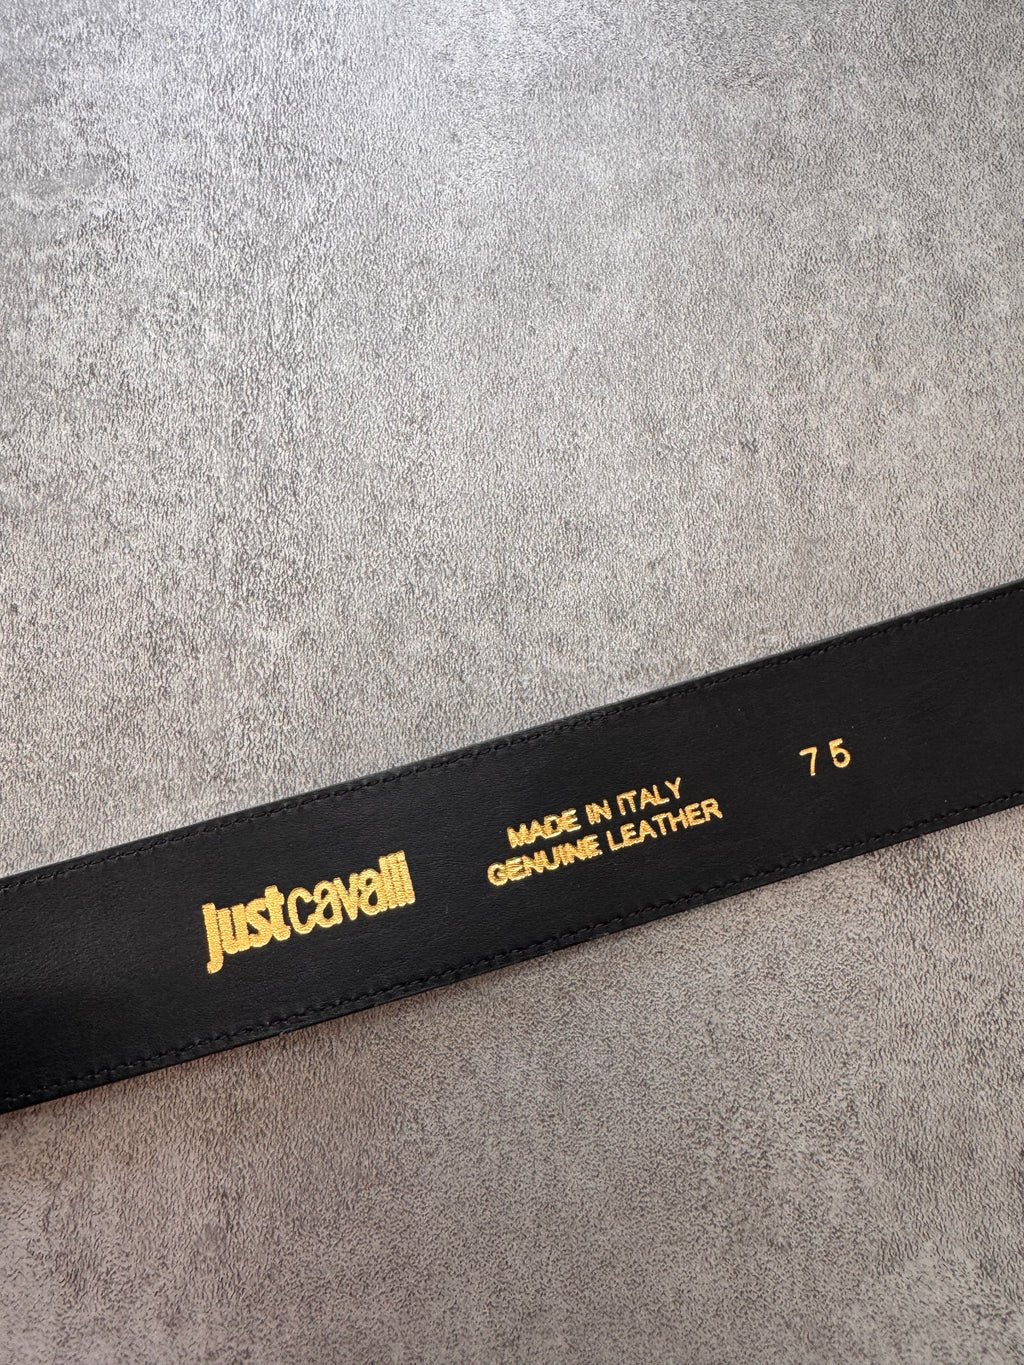 justcavalli
MADE IN ITALY
GENUINE LEATHER
75